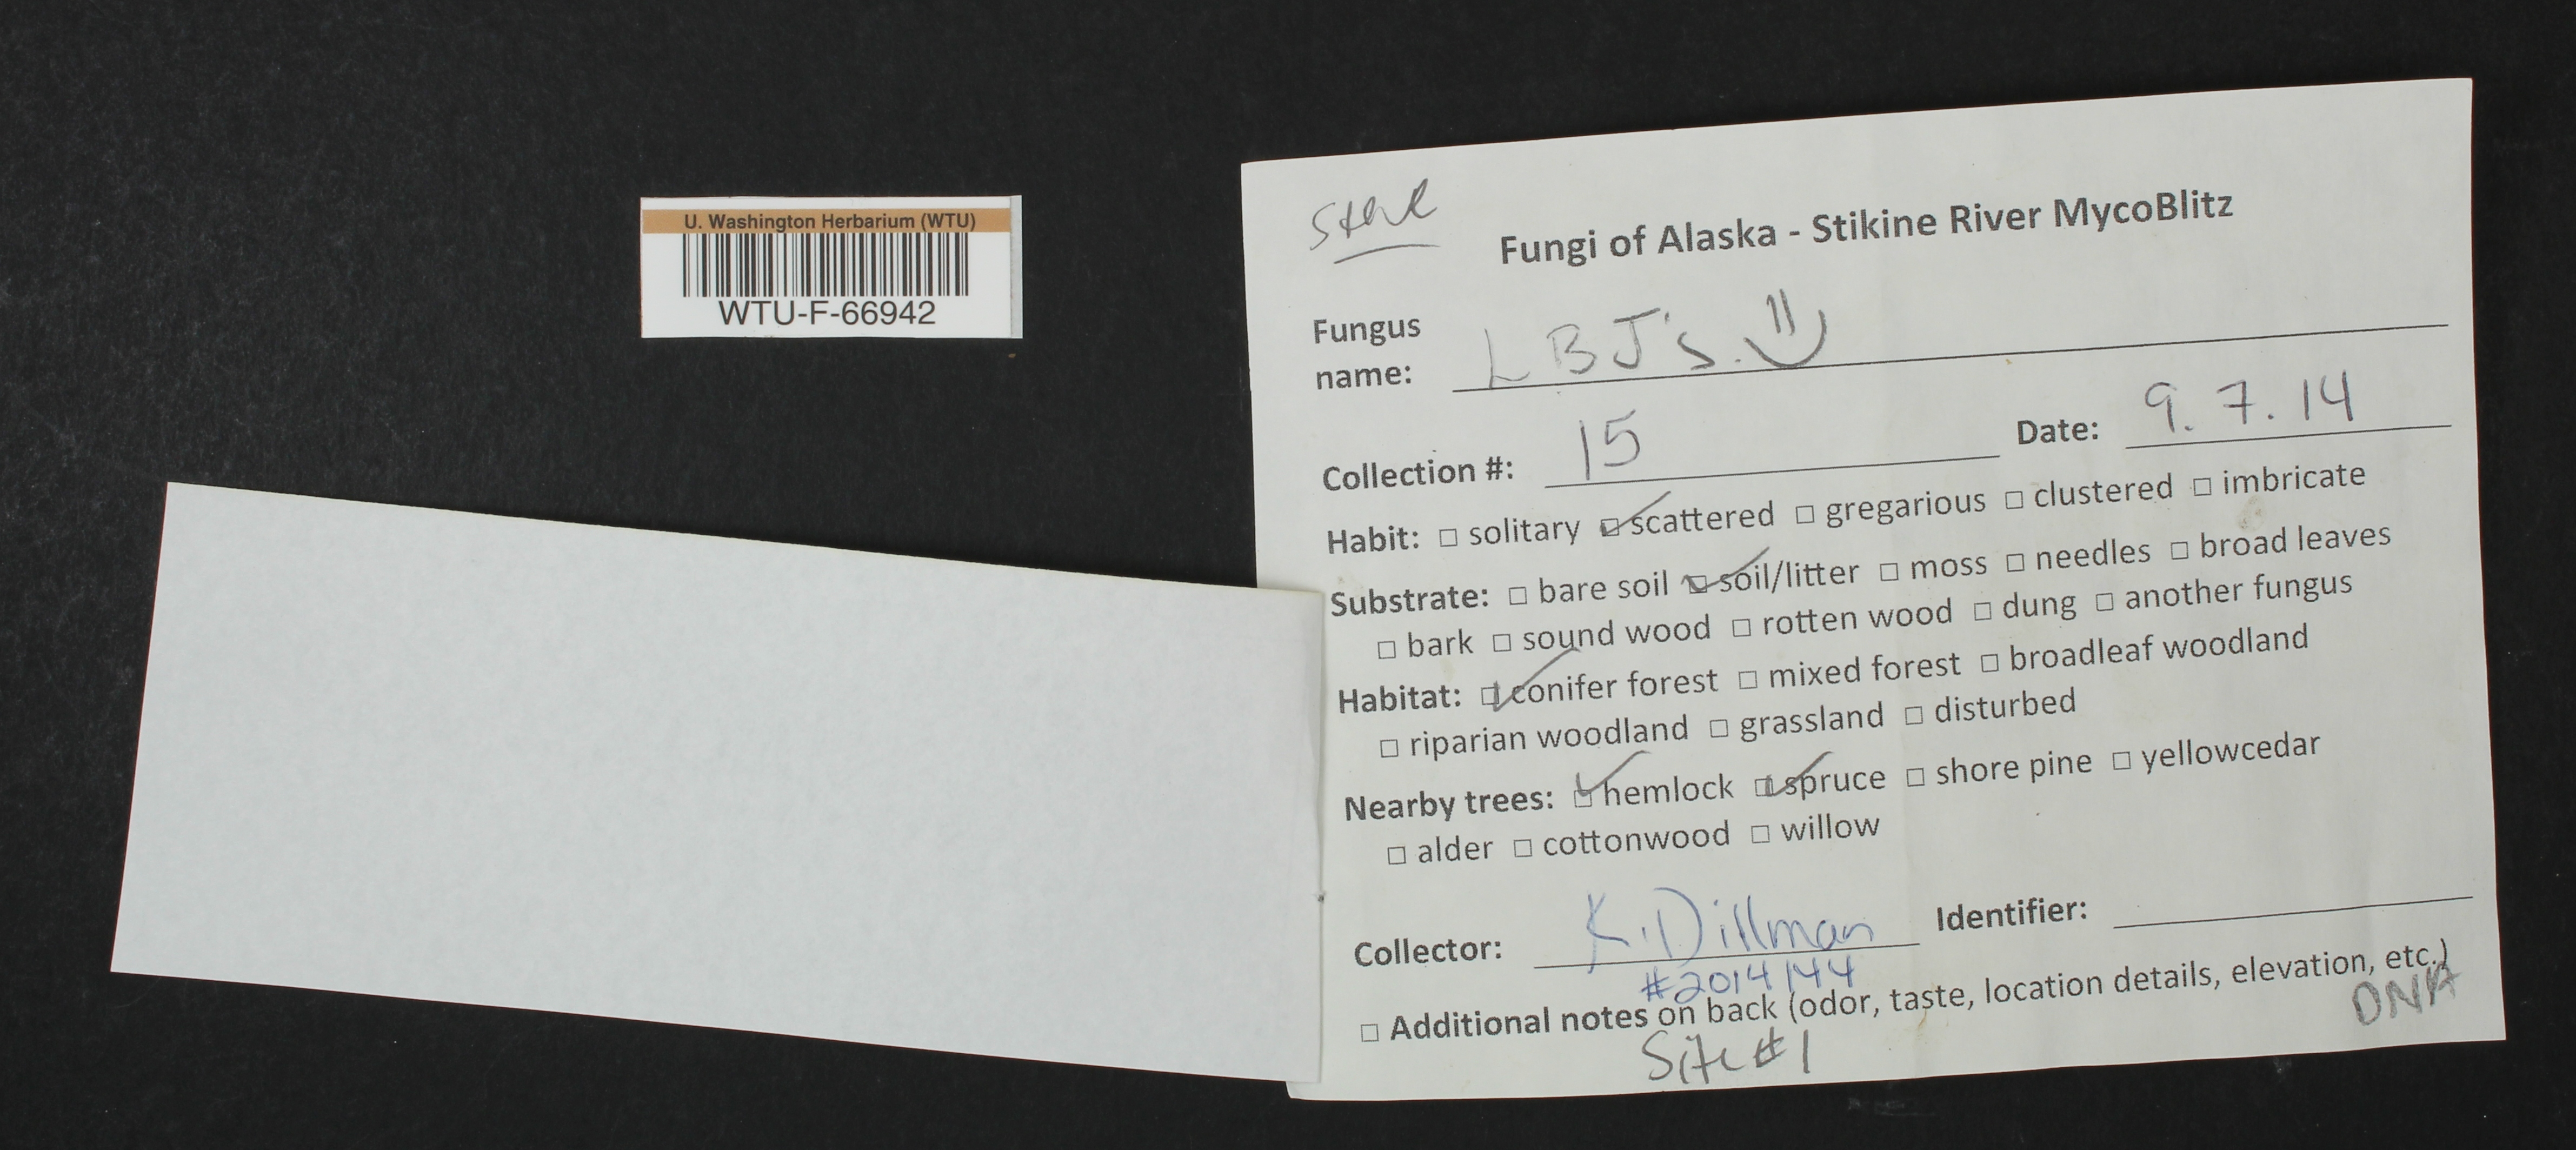 U. Washington Herbarium (WTU)
WTU-F-66942
Fungi of Alaska - Stikine River MycoBlitz
Fungus name: LBJ's.
Collection #: 15 Date: 9.7.14
Habit: □ solitary ☑ scattered □ gregarious □ clustered □ imbricate
Substrate: □ bare soil ☑ soil/litter □ moss □ needles □ broad leaves
□ bark □ sound wood □ rotten wood □ dung □ another fungus
Habitat: ☑ conifer forest □ mixed forest □ broadleaf woodland
□ riparian woodland □ grassland □ disturbed
Nearby trees: ☑ hemlock ☑ spruce □ shore pine □ yellowcedar
□ alder □ cottonwood □ willow
Collector: K. Dillman Identifier:
#2014144
□ Additional notes on back (odor, taste, location details, elevation, etc.)
DNA
Site #1